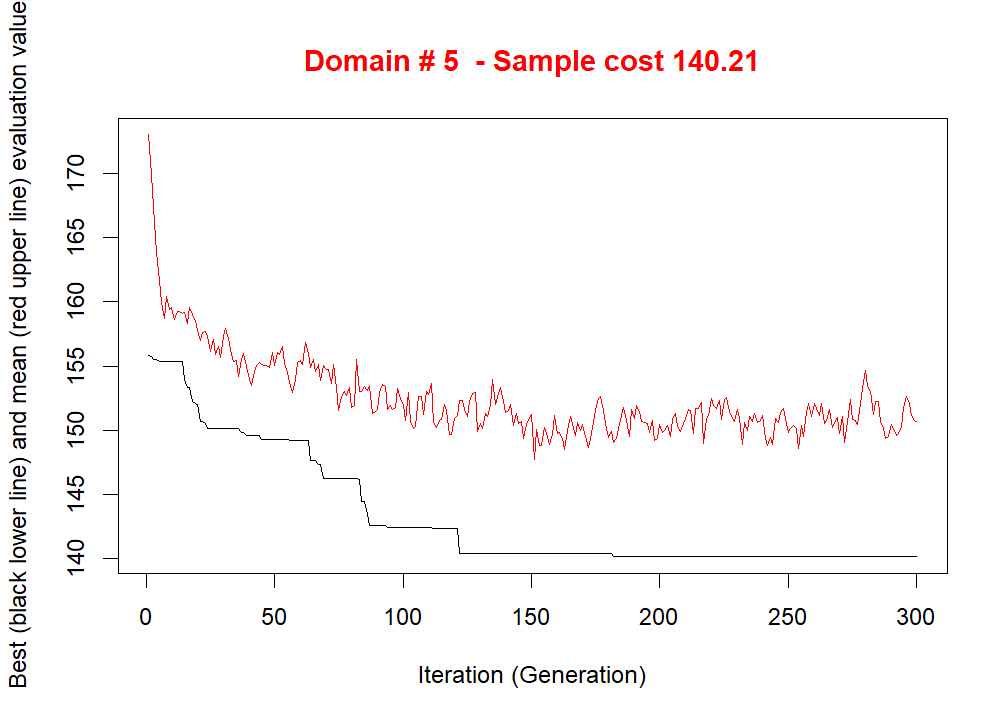 Domain # 5  - Sample cost 140.21
Best (black lower line) and mean (red upper line) evaluation value
170
165
160
155
150
145
140
0 50 100 150 200 250 300
Iteration (Generation)